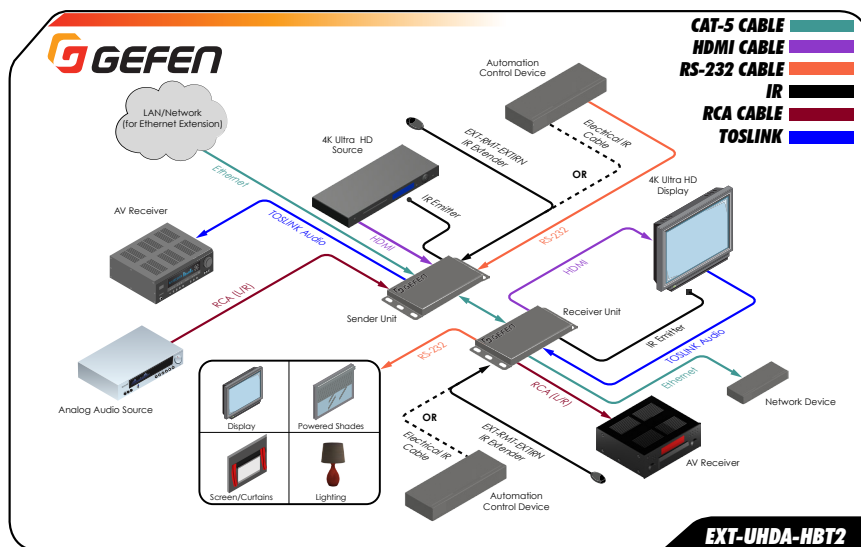 GEFEN
CAT-5 CABLE
HDMI CABLE
RS-232 CABLE
IR
RCA CABLE
TOSLINK
Automation
Control Device
LAN/Network
(for Ethernet Extension)
4K Ultra HD
Source
EXT-RMT-EXTIRN
IR Extender
Electrical IR
Cable
OR
4K Ultra HD
Display
Ethernet
IR Emitter
AV Receiver
TOSLINK Audio
HDMI
RS-232
HDMI
RCA (L/R)
GEFEN
Sender Unit
Receiver Unit
GEFEN
IR Emitter
RS-232
TOSLINK Audio
Ethernet
Analog Audio Source
Display
Powered Shades
Screen/Curtains
Lighting
OR
Electrical IR
Cable
EXT-RMT-EXTIRN
IR Extender
RCA (L/R)
Network Device
AV Receiver
Automation
Control Device
EXT-UHDA-HBT2